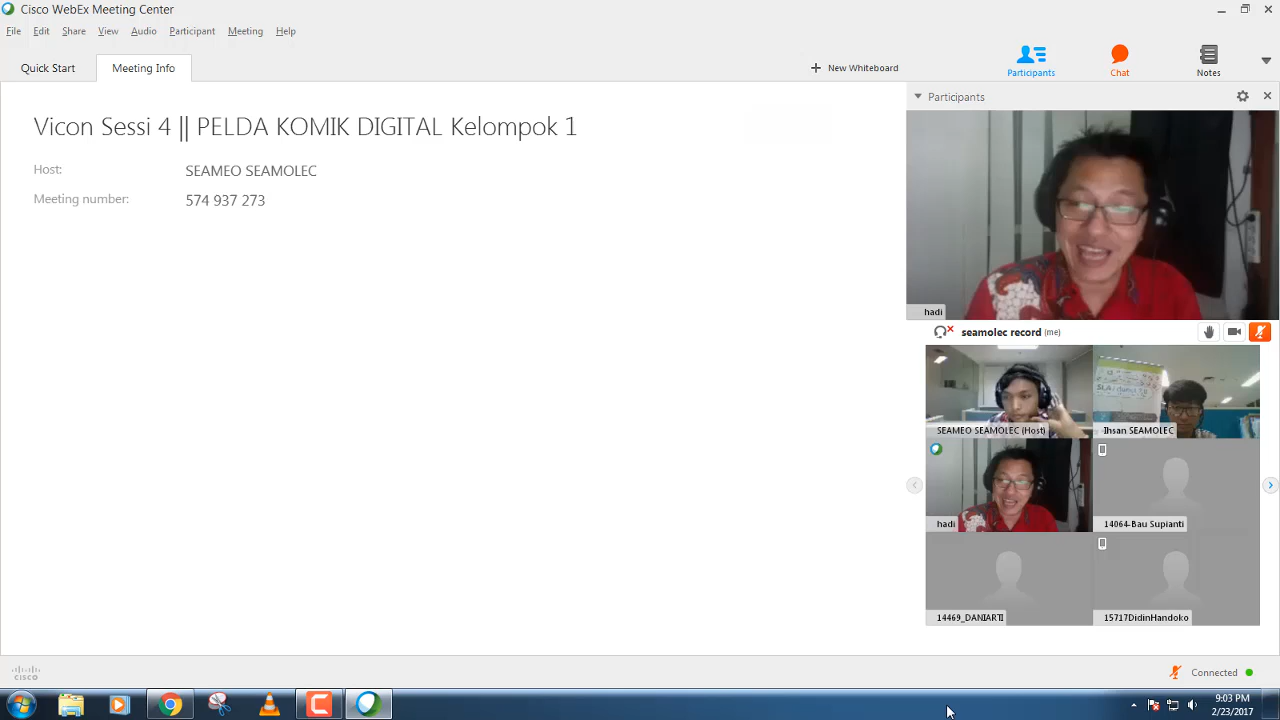 Cisco WebEx Meeting Center
File Edit Share View Audio Participant Meeting Help
Quick Start Meeting Info
New Whiteboard
Participants Chat Notes
Participants
Vicon Sessi 4 || PELDA KOMIK DIGITAL Kelompok 1
Host: SEAMEO SEAMOLEC
Meeting number: 574 937 273
hadi
seamolec record (me)
SEAMEO SEAMOLEC (Host)
Ihsan SEAMOLEC
hadi
14064-Bau Supianti
14469_DANIARTI
15717DidinHandoko
cisco
Connected
9:03 PM
2/23/2017